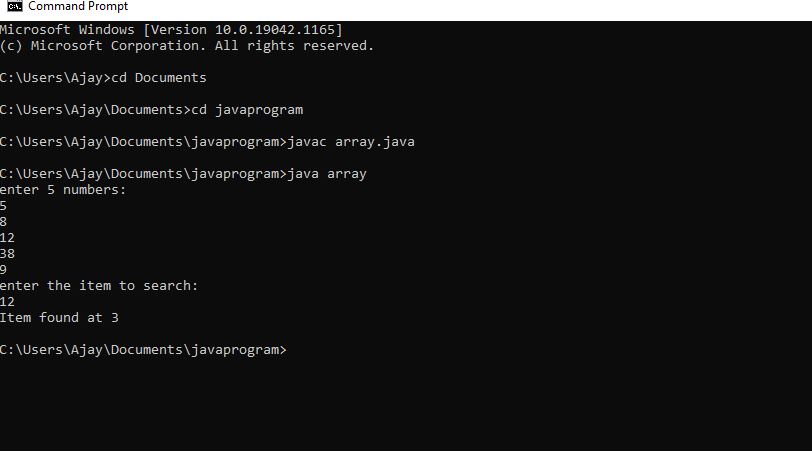 Command Prompt
Microsoft Windows [Version 10.0.19042.1165]
(c) Microsoft Corporation. All rights reserved.
C:\Users\Ajay>cd Documents
C:\Users\Ajay\Documents>cd javaprogram
C:\Users\Ajay\Documents\javaprogram>javac array.java
C:\Users\Ajay\Documents\javaprogram>java array
enter 5 numbers:
5
8
12
38
9
enter the item to search:
12
Item found at 3
C:\Users\Ajay\Documents\javaprogram>